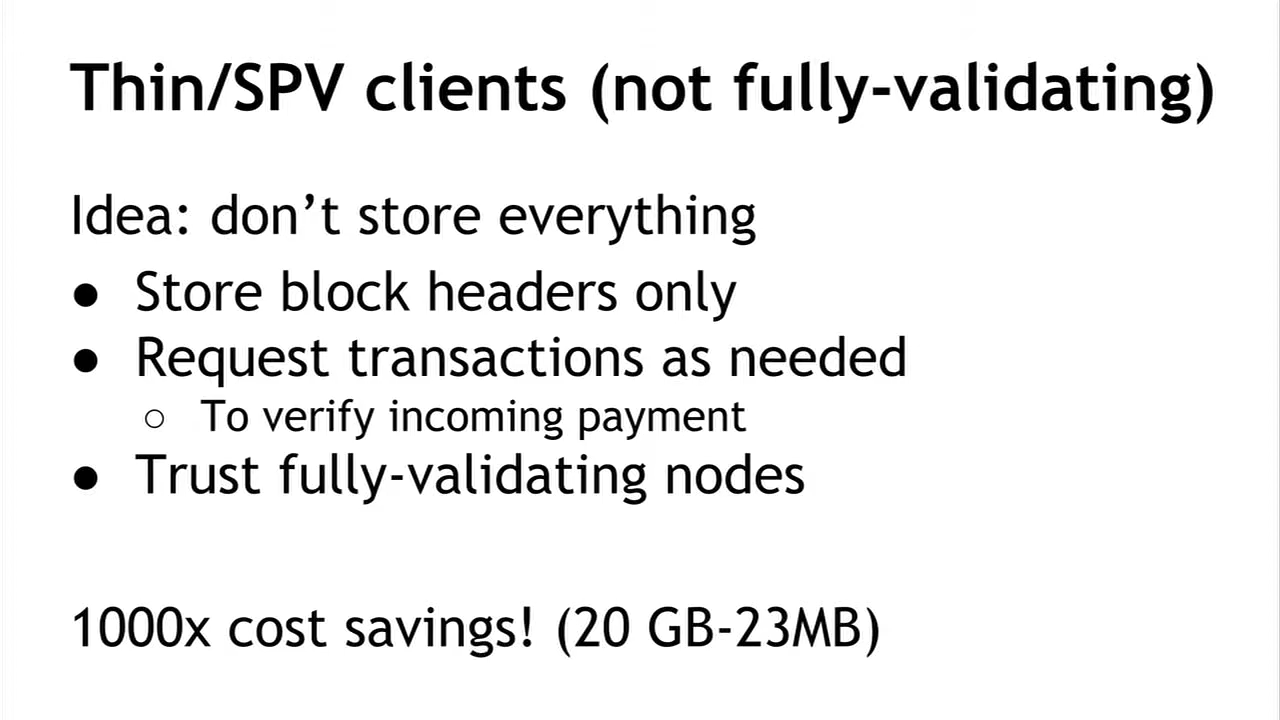 Thin/SPV clients (not fully-validating)
Idea: don’t store everything
● Store block headers only
● Request transactions as needed
○ To verify incoming payment
● Trust fully-validating nodes
1000x cost savings! (20 GB-23MB)